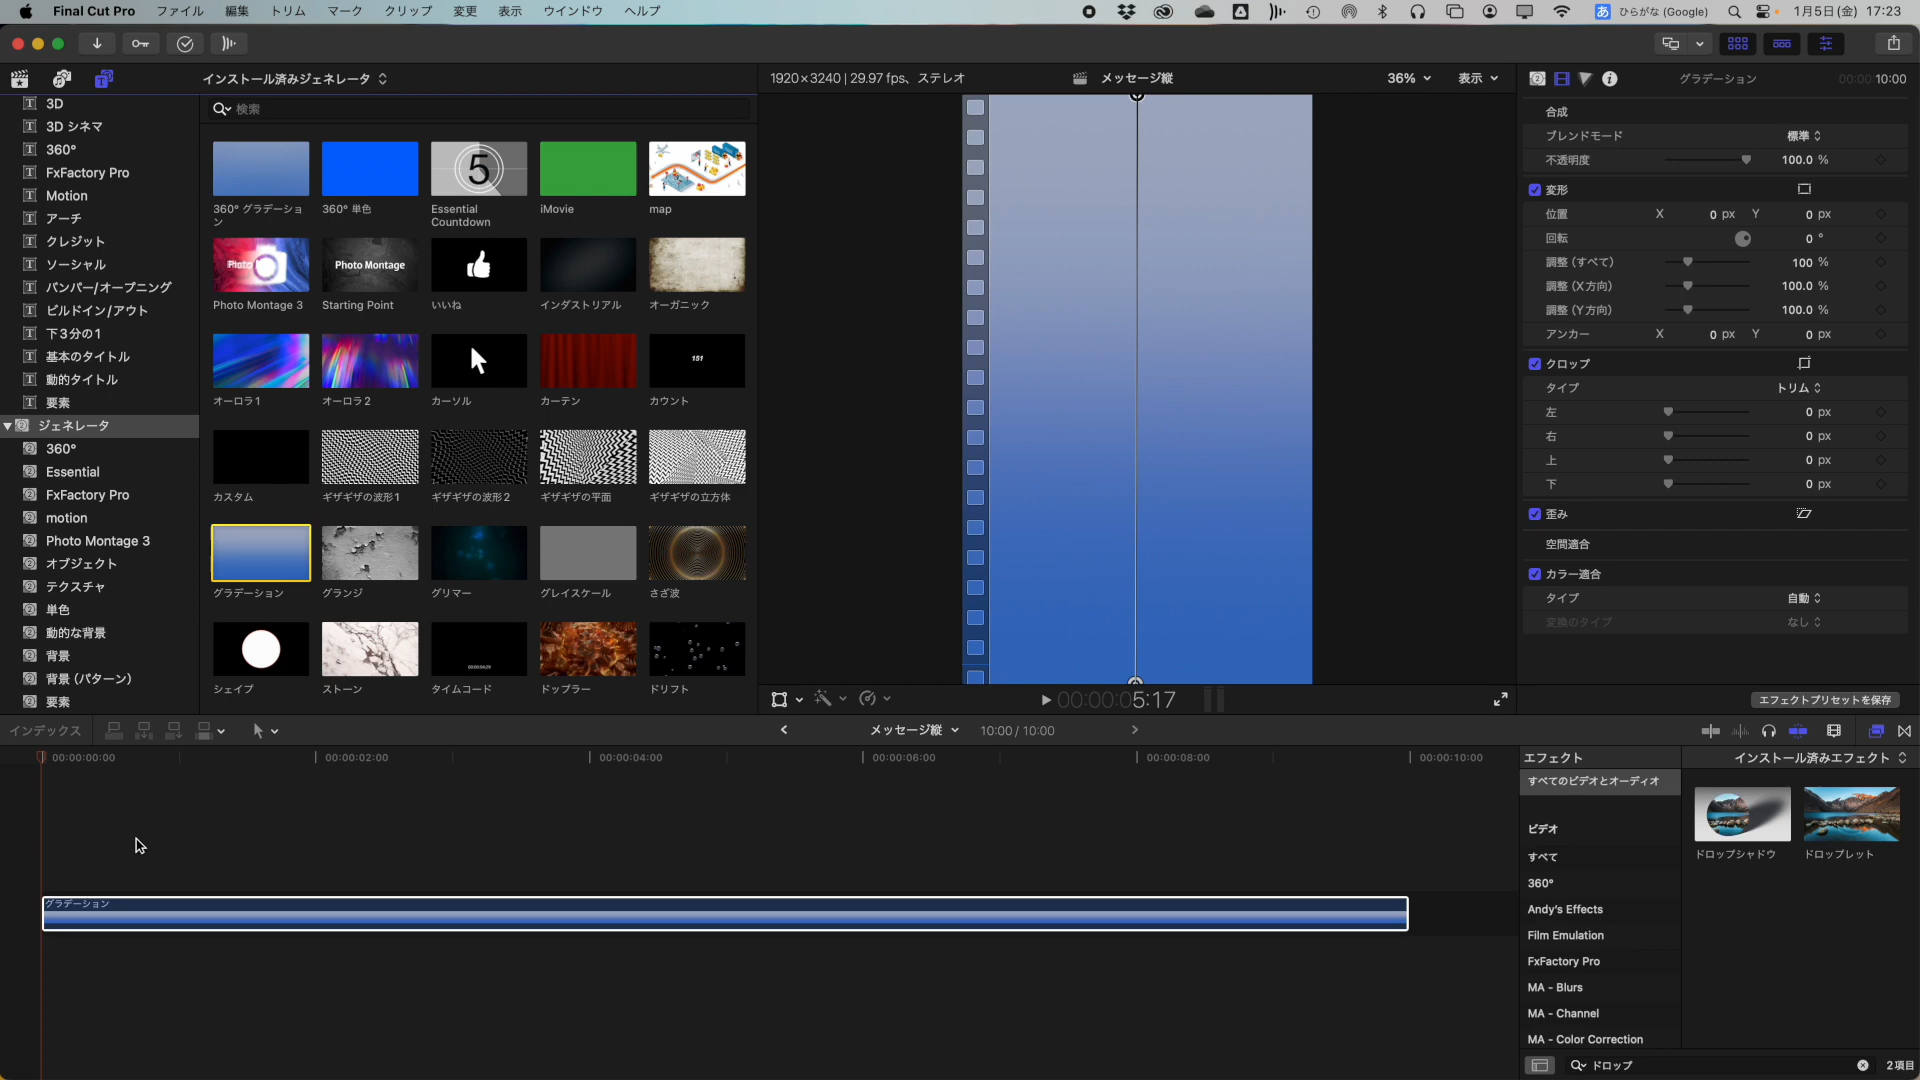 Final Cut Pro ファイル 編集 トリム マーク クリップ 変更 表示 ウインドウ ヘルプ
あ ひらがな (Google) 1月5日(金) 17:23
インストール済みジェネレータ
1920×3240 | 29.97 fps、ステレオ メッセージ縦 36% 表示
グラデーション 00:00:10:00
3D
3D シネマ
360°
FxFactory Pro
Motion
アーチ
クレジット
ソーシャル
バンパー/オープニング
ビルドイン/アウト
下3分の1
基本のタイトル
動的タイトル
要素
ジェネレータ
360°
Essential
FxFactory Pro
motion
Photo Montage 3
オブジェクト
テクスチャ
単色
動的な背景
背景
背景 (パターン)
要素
検索
5
360° グラデーション
360° 単色
Essential Countdown
iMovie
map
Photo
Photo Montage
Photo Montage 3
Starting Point
いいね
インダストリアル
オーガニック
151
オーロラ1
オーロラ2
カーソル
カーテン
カウント
カスタム
ギザギザの波形1
ギザギザの波形2
ギザギザの平面
ギザギザの立方体
グラデーション
グランジ
グリマー
グレイスケール
さざ波
シェイプ
ストーン
タイムコード
ドップラー
ドリフト
00:00:05:17
合成
ブレンドモード 標準
不透明度 100.0 %
変形
位置 X 0 px Y 0 px
回転 0 °
調整 (すべて) 100 %
調整 (X方向) 100.0 %
調整 (Y方向) 100.0 %
アンカー X 0 px Y 0 px
クロップ
タイプ トリム
左 0 px
右 0 px
上 0 px
下 0 px
歪み
空間適合
カラー適合
タイプ 自動
変換のタイプ なし
エフェクトプリセットを保存
インデックス メッセージ縦 10:00 / 10:00
00:00:00:00 00:00:02:00 00:00:04:00 00:00:06:00 00:00:08:00 00:00:10:00
グラデーション
エフェクト インストール済みエフェクト
すべてのビデオとオーディオ
ビデオ
すべて
360°
Andy's Effects
Film Emulation
FxFactory Pro
MA - Blurs
MA - Channel
MA - Color Correction
ドロップシャドウ
ドロップレット
ドロップ 2項目